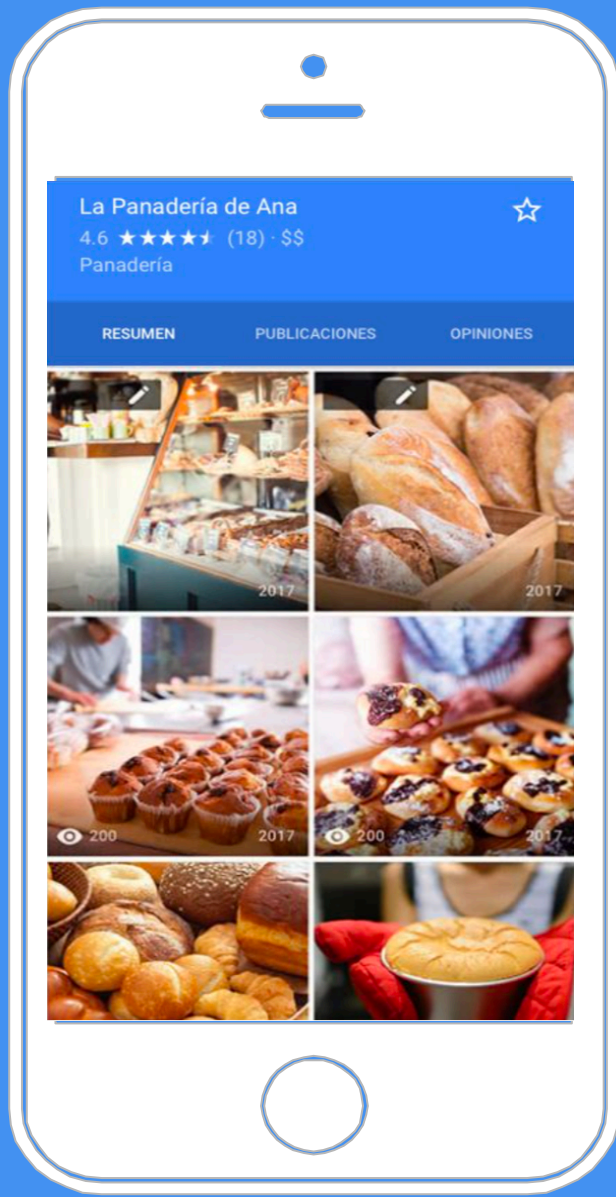 La Panadería de Ana
4.6 ★★★★⯨ (18) · $$
Panadería
RESUMEN PUBLICACIONES OPINIONES
2017 2017
200 2017 200 2017